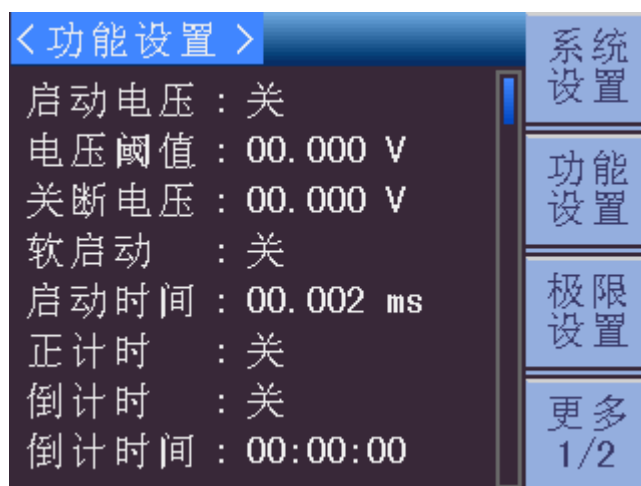 <功能设置 >
启动电压：关
电压阈值：00.000 V
关断电压：00.000 V
软启动 ：关
启动时间：00.002 ms
正计时 ：关
倒计时 ：关
倒计时间：00:00:00
系统
设置
功能
设置
极限
设置
更多
1/2